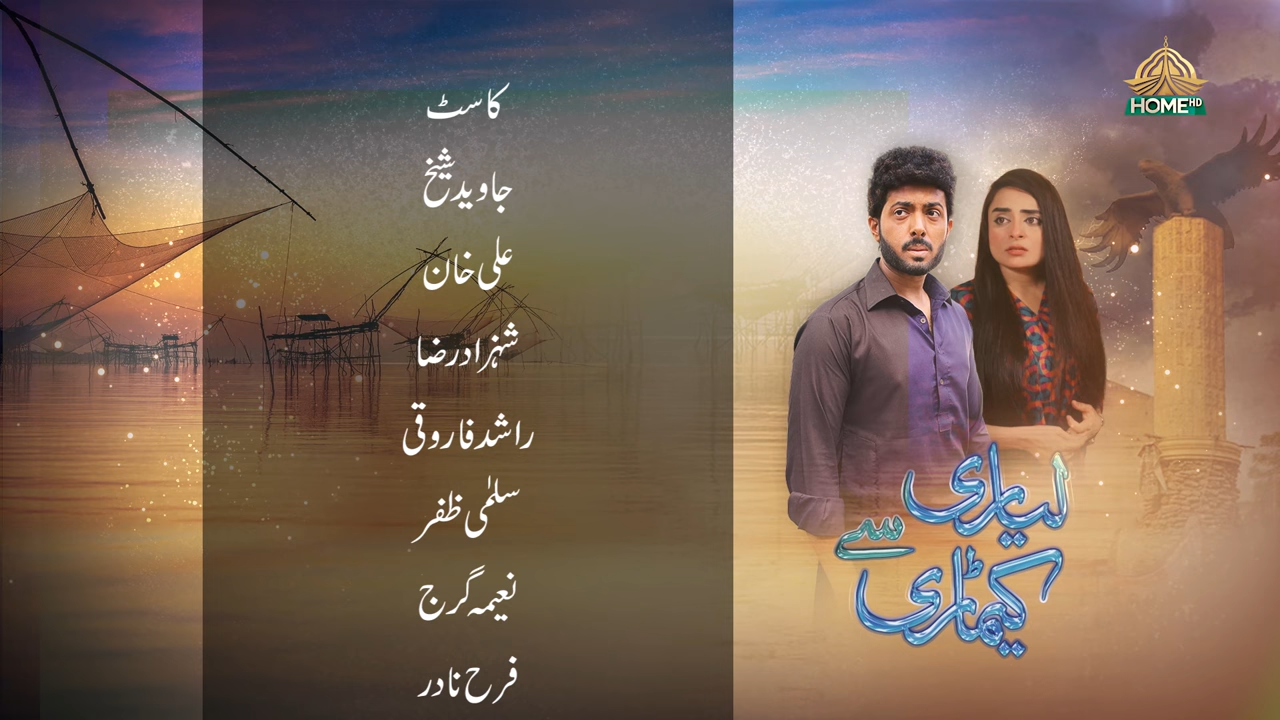 کاسٹ
جاوید شیخ
علی خان
شہزاد رضا
راشد فاروقی
سلمٰی ظفر
نعیمہ گرج
فرح نادر
HOME HD
لیاری
سے
کیماڑی